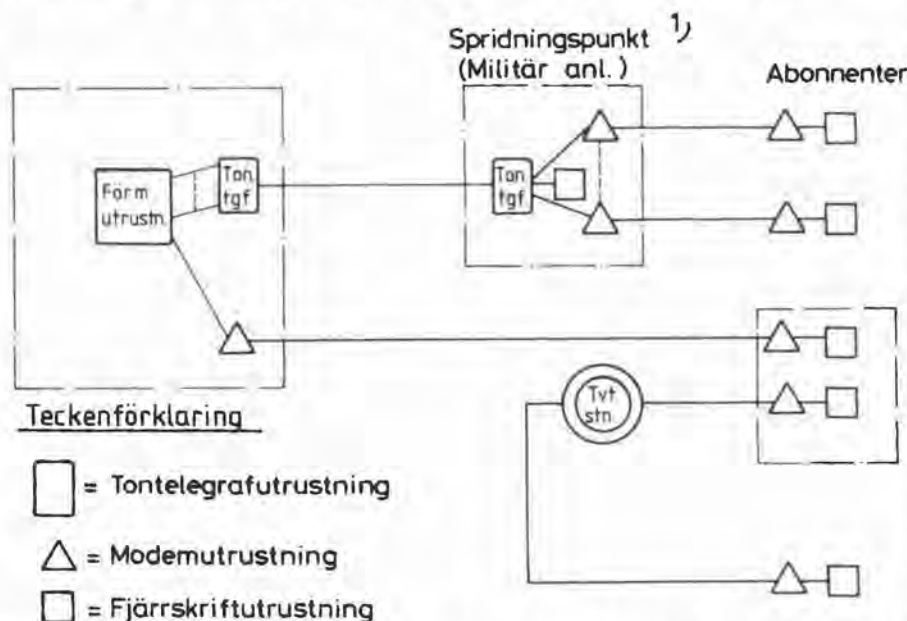 Spridningspunkt 1)
(Militär anl.)
Abonnenter
Förm
utrustn.
Ton
tgf
Ton
tgf
Tvt
stn.
Teckenförklaring
= Tontelegrafutrustning
= Modemutrustning
= Fjärrskriftutrustning